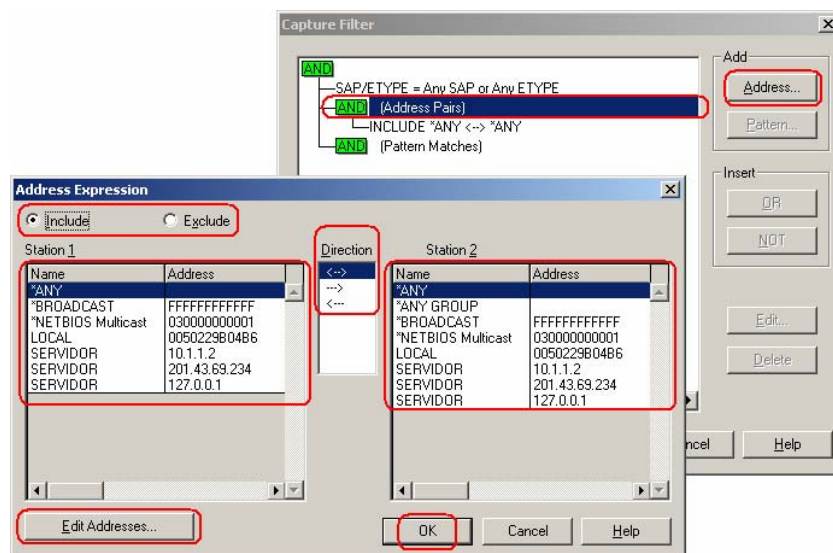 Capture Filter
AND
SAP/ETYPE = Any SAP or Any ETYPE
AND (Address Pairs)
INCLUDE *ANY <--> *ANY
AND (Pattern Matches)
Add
Address...
Pattern...
Insert
OR
NOT
Edit...
Delete
ncel
Help
Address Expression
Include
Exclude
Station 1
Name Address
*ANY
*BROADCAST FFFFFFFFFFFF
*NETBIOS Multicast 030000000001
LOCAL 0050229B04B6
SERVIDOR 10.1.1.2
SERVIDOR 201.43.69.234
SERVIDOR 127.0.0.1
Direction
<-->
--->
<---
Station 2
Name Address
*ANY
*ANY GROUP
*BROADCAST FFFFFFFFFFFF
*NETBIOS Multicast 030000000001
LOCAL 0050229B04B6
SERVIDOR 10.1.1.2
SERVIDOR 201.43.69.234
SERVIDOR 127.0.0.1
Edit Addresses...
OK
Cancel
Help